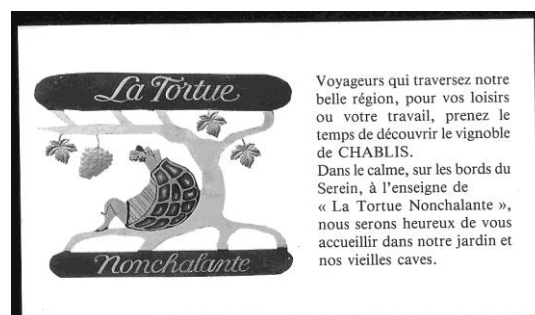 La Tortue
Nonchalante
Voyageurs qui traversez notre
belle région, pour vos loisirs
ou votre travail, prenez le
temps de découvrir le vignoble
de CHABLIS.
Dans le calme, sur les bords du
Serein, à l'enseigne de
« La Tortue Nonchalante »,
nous serons heureux de vous
accueillir dans notre jardin et
nos vieilles caves.